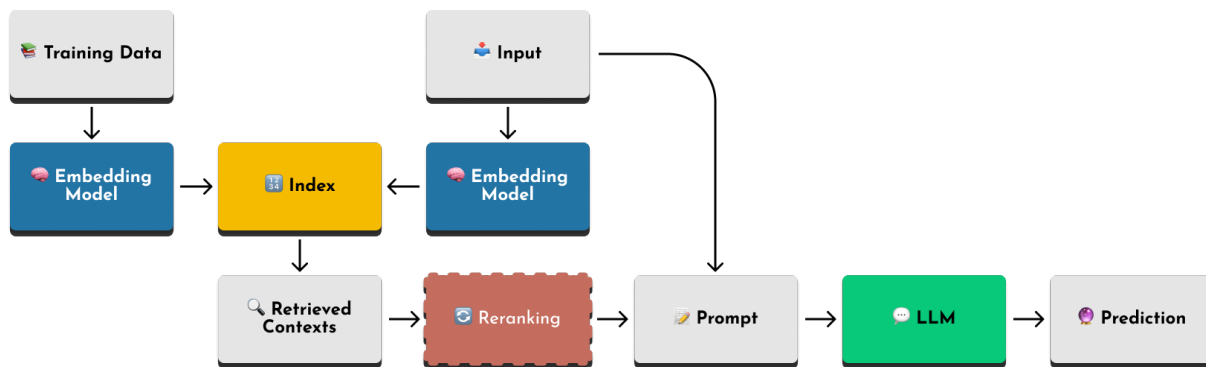 📚 Training Data
📥 Input
🧠 Embedding
Model
🔢 Index
🧠 Embedding
Model
🔍 Retrieved
Contexts
🔄 Reranking
📝 Prompt
💬 LLM
🔮 Prediction